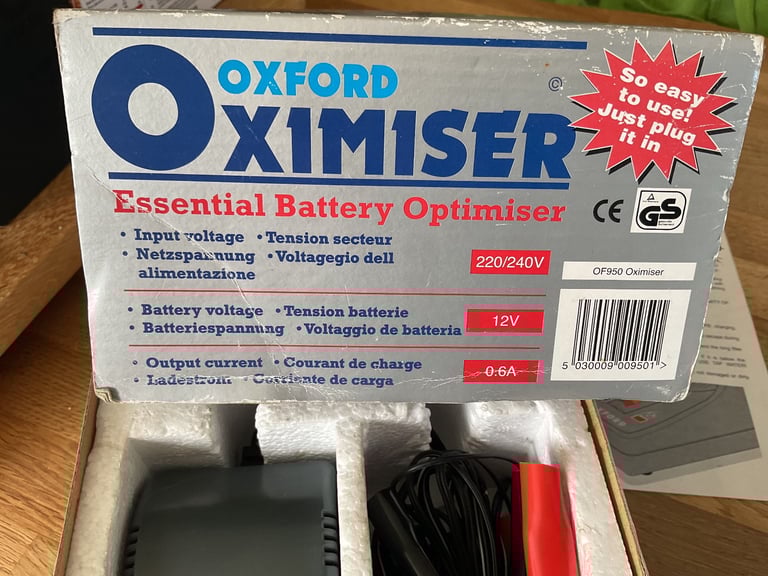 OXFORD
OXIMISER
©
So easy
to use!
Just plug
it in
Essential Battery Optimiser
CE
GS
• Input voltage • Tension secteur
• Netzspannung • Voltagegio dell
alimentazione
220/240V
OF950 Oximiser
• Battery voltage • Tension batterie
• Batteriespannung • Voltaggio de batteria
12V
• Output current • Courant de charge
• Ladestrom • Corriente de carga
0.6A
5 030009 009501 >